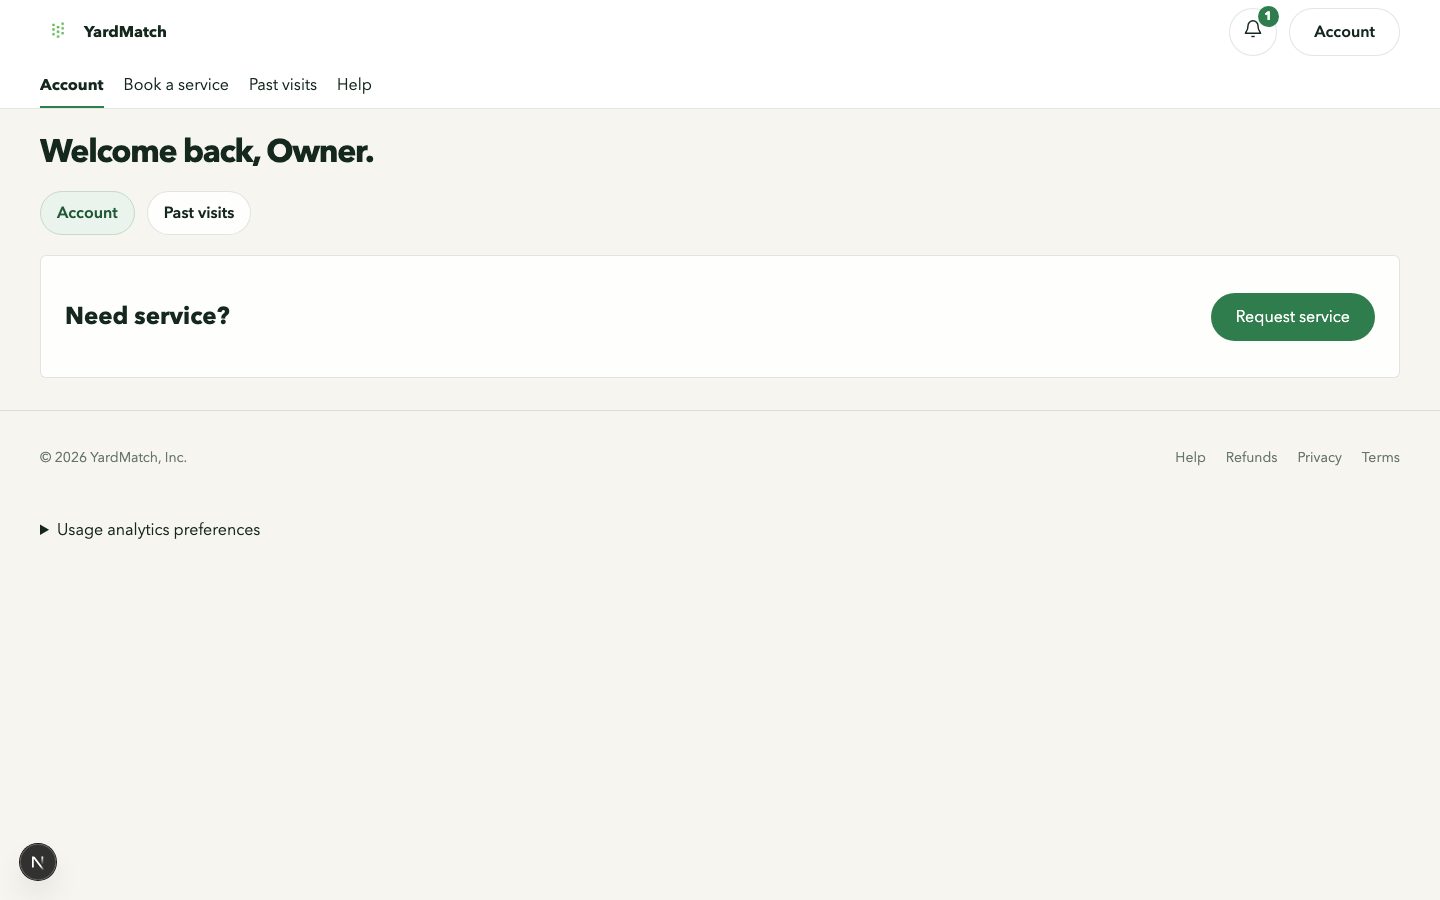 YardMatch
1
Account
Account Book a service Past visits Help
Welcome back, Owner.
Account Past visits
Need service?
Request service
© 2026 YardMatch, Inc.
Help Refunds Privacy Terms
Usage analytics preferences
N